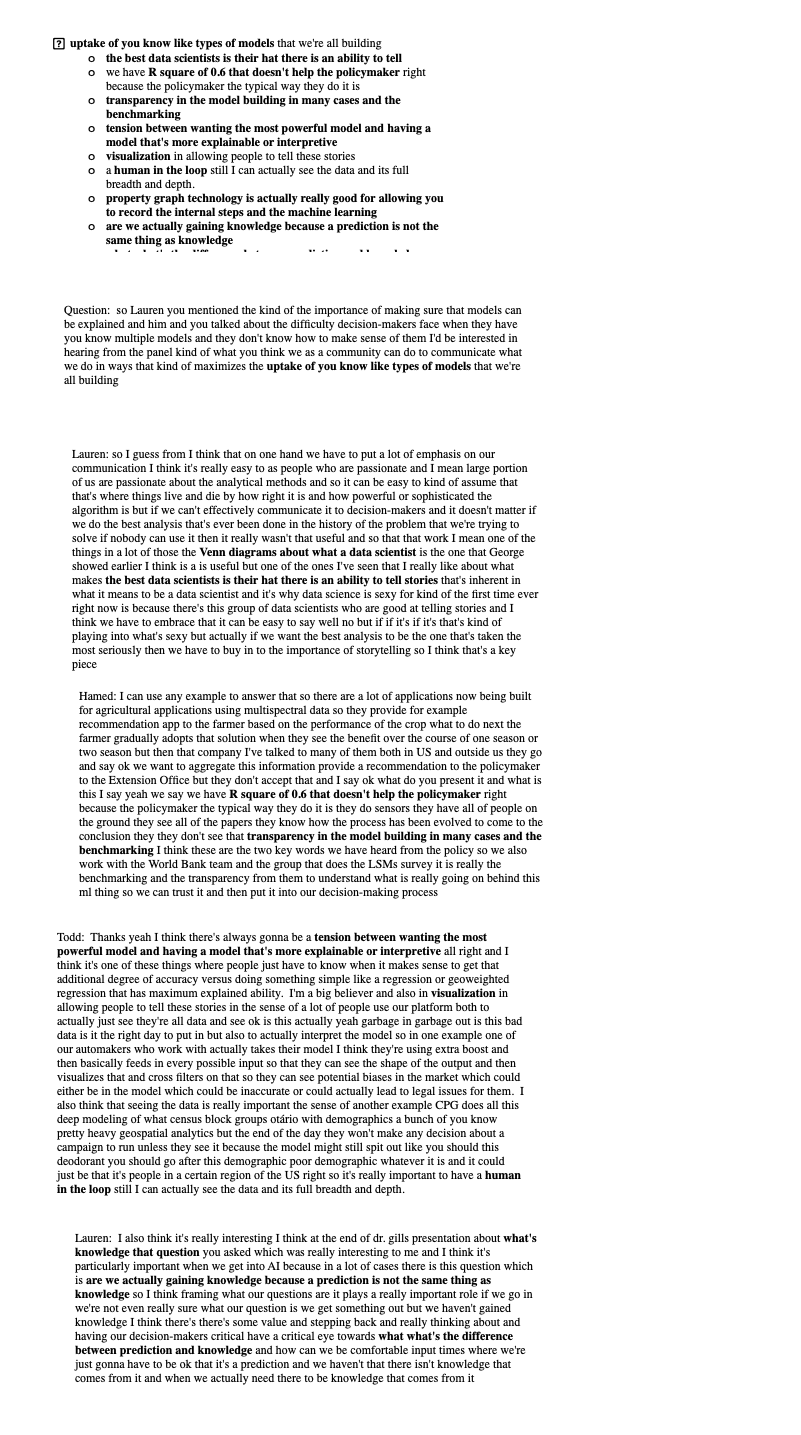 uptake of you know like types of models that we're all building
o the best data scientists is their hat there is an ability to tell
o we have R square of 0.6 that doesn't help the policymaker right
because the policymaker the typical way they do it is
o transparency in the model building in many cases and the
benchmarking
o tension between wanting the most powerful model and having a
model that's more explainable or interpretive
o visualization in allowing people to tell these stories
o a human in the loop still I can actually see the data and its full
breadth and depth.
o property graph technology is actually really good for allowing you
to record the internal steps and the machine learning
o are we actually gaining knowledge because a prediction is not the
same thing as knowledge
Question: so Lauren you mentioned the kind of the importance of making sure that models can
be explained and him and you talked about the difficulty decision-makers face when they have
you know multiple models and they don't know how to make sense of them I'd be interested in
hearing from the panel kind of what you think we as a community can do to communicate what
we do in ways that kind of maximizes the uptake of you know like types of models that we're
all building
Lauren: so I guess from I think that on one hand we have to put a lot of emphasis on our
communication I think it's really easy to as people who are passionate and I mean large portion
of us are passionate about the analytical methods and so it can be easy to kind of assume that
that's where things live and die by how right it is and how powerful or sophisticated the
algorithm is but if we can't effectively communicate it to decision-makers and it doesn't matter if
we do the best analysis that's ever been done in the history of the problem that we're trying to
solve if nobody can use it then it really wasn't that useful and so that that work I mean one of the
things in a lot of those the Venn diagrams about what a data scientist is the one that George
showed earlier I think is a is useful but one of the ones I've seen that I really like about what
makes the best data scientists is their hat there is an ability to tell stories that's inherent in
what it means to be a data scientist and it's why data science is sexy for kind of the first time ever
right now is because there's this group of data scientists who are good at telling stories and I
think we have to embrace that it can be easy to say well no but if if it's if it's that's kind of
playing into what's sexy but actually if we want the best analysis to be the one that's taken the
most seriously then we have to buy in to the importance of storytelling so I think that's a key
piece
Hamed: I can use any example to answer that so there are a lot of applications now being built
for agricultural applications using multispectral data so they provide for example
recommendation app to the farmer based on the performance of the crop what to do next the
farmer gradually adopts that solution when they see the benefit over the course of one season or
two season but then that company I've talked to many of them both in US and outside us they go
and say ok we want to aggregate this information provide a recommendation to the policymaker
to the Extension Office but they don't accept that and I say ok what do you present it and what is
this I say yeah we say we have R square of 0.6 that doesn't help the policymaker right
because the policymaker the typical way they do it is they do sensors they have all of people on
the ground they see all of the papers they know how the process has been evolved to come to the
conclusion they they don't see that transparency in the model building in many cases and the
benchmarking I think these are the two key words we have heard from the policy so we also
work with the World Bank team and the group that does the LSMs survey it is really the
benchmarking and the transparency from them to understand what is really going on behind this
ml thing so we can trust it and then put it into our decision-making process
Todd: Thanks yeah I think there's always gonna be a tension between wanting the most
powerful model and having a model that's more explainable or interpretive all right and I
think it's one of these things where people just have to know when it makes sense to get that
additional degree of accuracy versus doing something simple like a regression or geoweighted
regression that has maximum explained ability. I'm a big believer and also in visualization in
allowing people to tell these stories in the sense of a lot of people use our platform both to
actually just see they're all data and see ok is this actually yeah garbage in garbage out is this bad
data is it the right day to put in but also to actually interpret the model so in one example one of
our automakers who work with actually takes their model I think they're using extra boost and
then basically feeds in every possible input so that they can see the shape of the output and then
visualizes that and cross filters on that so they can see potential biases in the market which could
either be in the model which could be inaccurate or could actually lead to legal issues for them. I
also think that seeing the data is really important the sense of another example CPG does all this
deep modeling of what census block groups otário with demographics a bunch of you know
pretty heavy geospatial analytics but the end of the day they won't make any decision about a
campaign to run unless they see it because the model might still spit out like you should this
deodorant you should go after this demographic poor demographic whatever it is and it could
just be that it's people in a certain region of the US right so it's really important to have a human
in the loop still I can actually see the data and its full breadth and depth.
Lauren: I also think it's really interesting I think at the end of dr. gills presentation about what's
knowledge that question you asked which was really interesting to me and I think it's
particularly important when we get into AI because in a lot of cases there is this question which
is are we actually gaining knowledge because a prediction is not the same thing as
knowledge so I think framing what our questions are it plays a really important role if we go in
we're not even really sure what our question is we get something out but we haven't gained
knowledge I think there's there's some value and stepping back and really thinking about and
having our decision-makers critical have a critical eye towards what what's the difference
between prediction and knowledge and how can we be comfortable input times where we're
just gonna have to be ok that it's a prediction and we haven't that there isn't knowledge that
comes from it and when we actually need there to be knowledge that comes from it